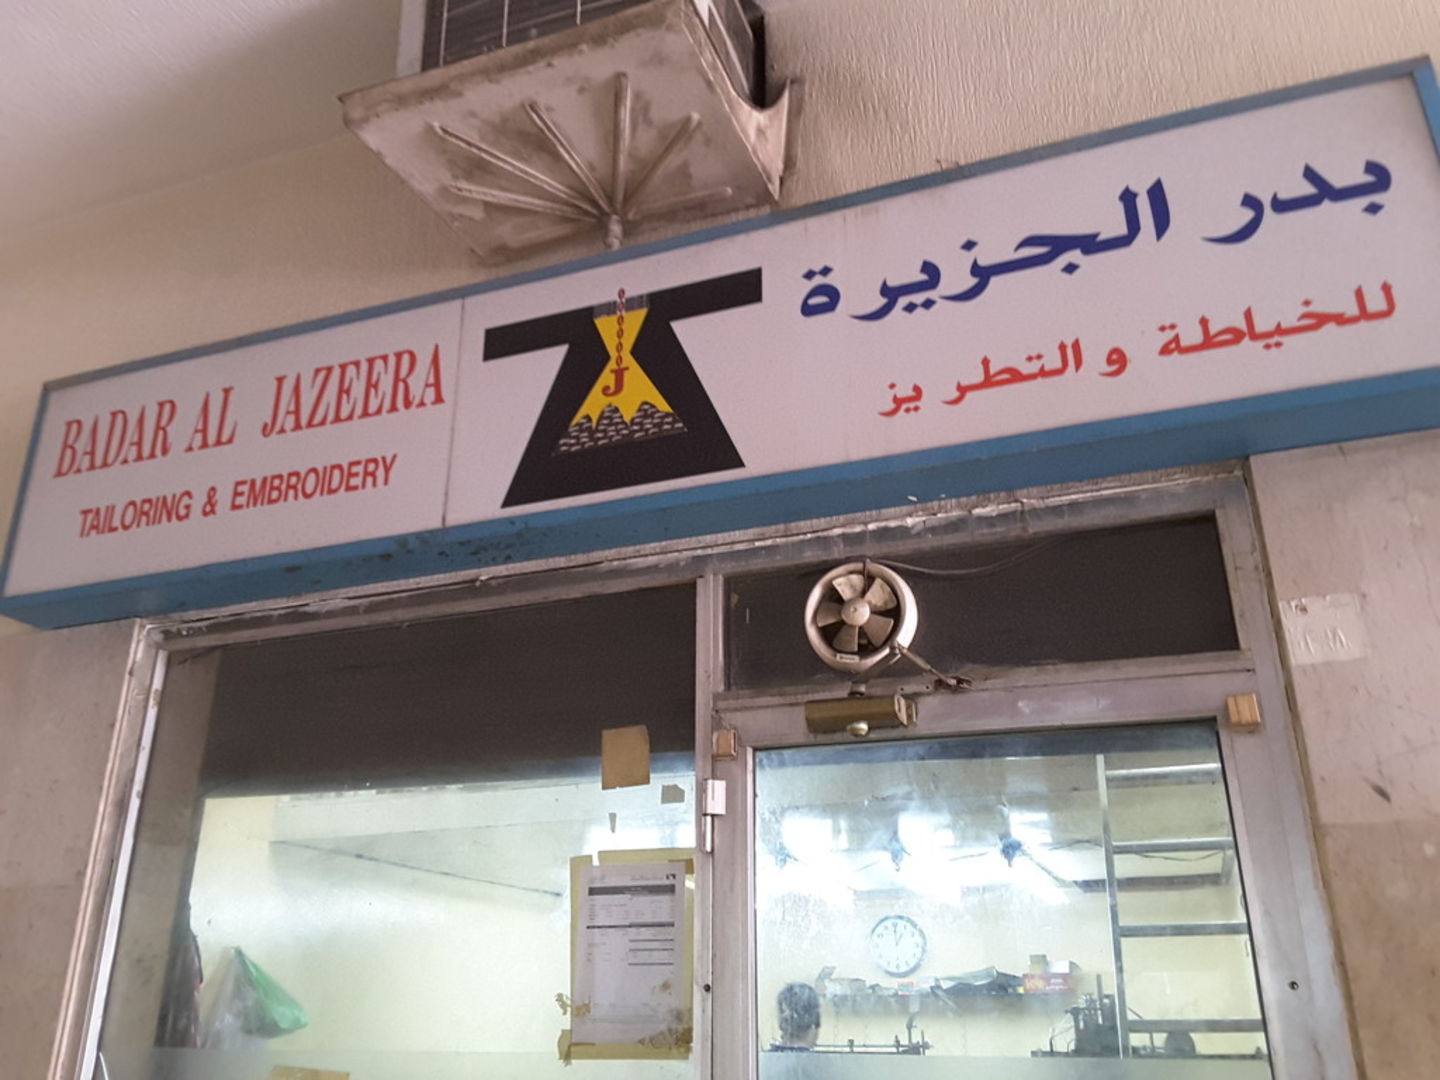 BADAR AL JAZEERA
TAILORING & EMBROIDERY
J
بدر الجزيرة
للخياطة و التطريز